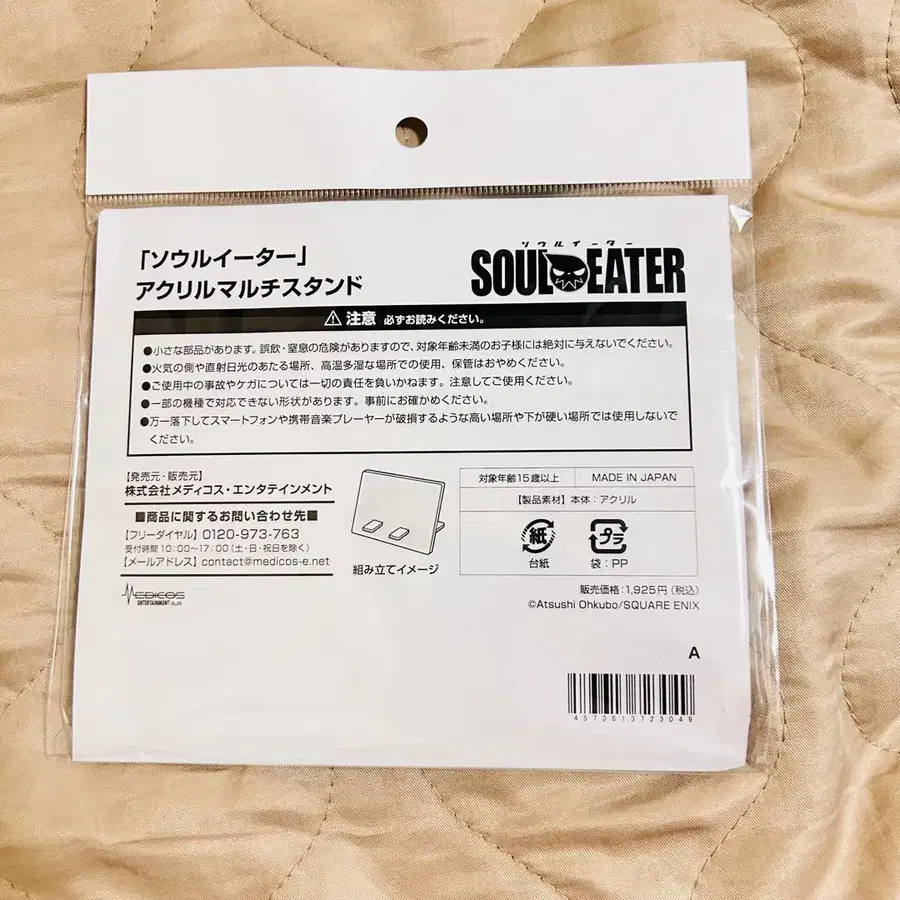 「ソウルイーター」
アクリルマルチスタンド
ソウルイーター
SOUL EATER
⚠注意 必ずお読みください。
●小さな部品があります。誤飲・窒息の危険がありますので、対象年齢未満のお子様には絶対に与えないでください。
●火気の側や直射日光のあたる場所、高温多湿な場所での使用、保管はおやめください。
●ご使用中の事故やケガについては一切の責任を負いかねます。注意してご使用ください。
●一部の機種で対応できない形状があります。事前にお確かめください。
●万一落下してスマートフォンや携帯音楽プレーヤーが破損するような高い場所や下が硬い場所では使用しないで
ください。
【発売元・販売元】
株式会社メディコス・エンタテインメント
■商品に関するお問い合わせ先■
【フリーダイヤル】0120-973-763
受付時間10:00〜17:00(土・日・祝日を除く)
【メールアドレス】contact@medicos-e.net
MEDICOS
ENTERTAINMENT CO.,LTD
組み立てイメージ
対象年齢15歳以上 MADE IN JAPAN
【製品素材】本体:アクリル
紙
台紙
プラ
袋:PP
販売価格:1,925円(税込)
©Atsushi Ohkubo/SQUARE ENIX
A
4573613723049